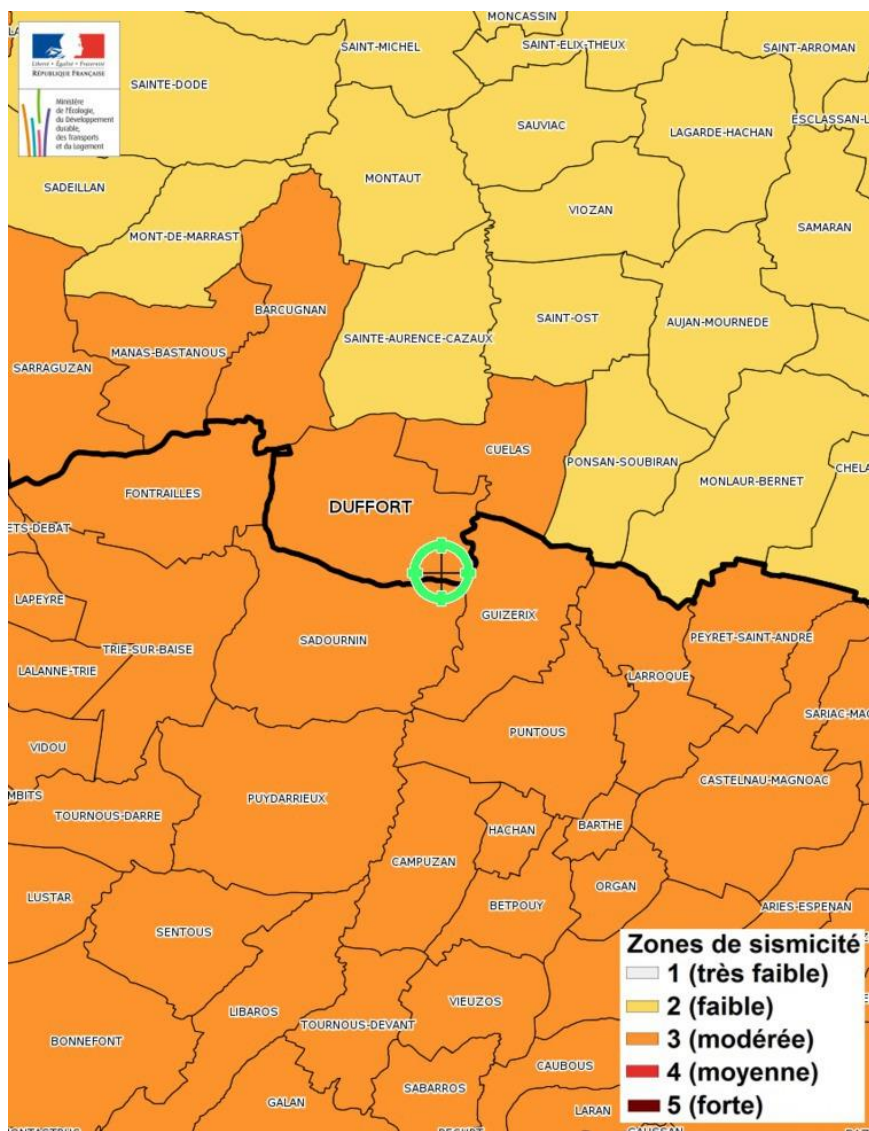 MONCASSIN
SAINT-MICHEL
SAINT-ELIX-THEUX
SAINT-ARROMAN
Liberté • Égalité • Fraternité
RÉPUBLIQUE FRANÇAISE
SAINTE-DODE
Ministère
de l'Écologie,
du Développement
durable,
des Transports
et du Logement
SAUVIAC
LAGARDE-HACHAN
ESCLASSAN-L
SADEILLAN
MONTAUT
VIOZAN
SAMARAN
MONT-DE-MARRAST
BARCUGNAN
SAINT-OST
AUJAN-MOURNEDE
SAINTE-AURENCE-CAZAUX
MANAS-BASTANOUS
SARRAGUZAN
CUELAS
PONSAN-SOUBIRAN
CHELA
MONLAUR-BERNET
FONTRAILLES
DUFFORT
ETS-DEBAT
LAPEYRE
GUIZERIX
PEYRET-SAINT-ANDRE
SADOURNIN
TRIE-SUR-BAISE
LALANNE-TRIE
LARROQUE
SARIAC-MAG
PUNTOUS
VIDOU
CASTELNAU-MAGNOAC
MBITS
PUYDARRIEUX
TOURNOUS-DARRE
HACHAN
BARTHE
CAMPUZAN
ORGAN
LUSTAR
BETPOUY
ARIES-ESPENAN
SENTOUS
Zones de sismicité
1 (très faible)
2 (faible)
3 (modérée)
4 (moyenne)
5 (forte)
VIEUZOS
LIBAROS
TOURNOUS-DEVANT
BONNEFONT
CAUBOUS
SABARROS
GALAN
LARAN